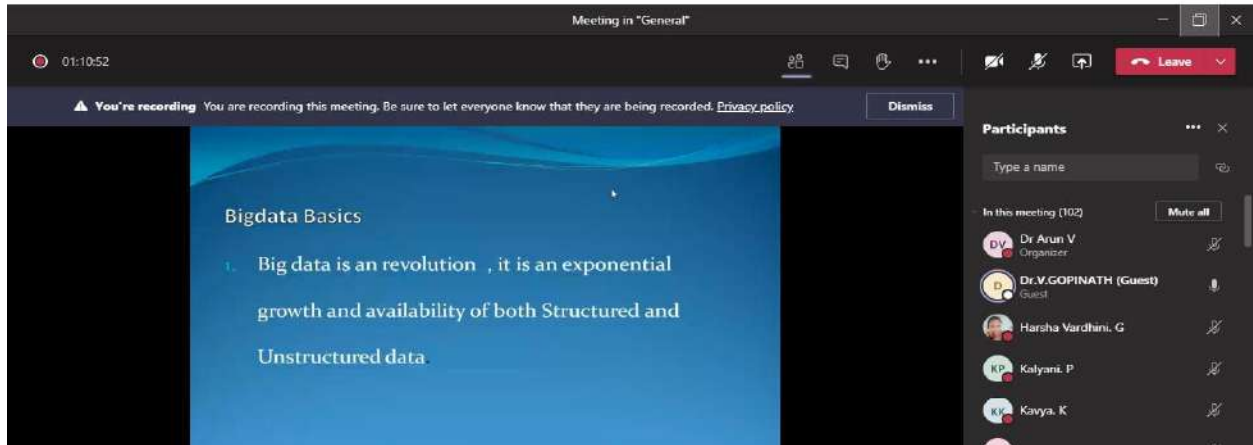 Meeting in "General"
01:10:52
Leave
You're recording You are recording this meeting. Be sure to let everyone know that they are being recorded. Privacy policy
Dismiss
Bigdata Basics
1. Big data is an revolution , it is an exponential
growth and availability of both Structured and
Unstructured data.
Participants
Type a name
In this meeting (102)
Mute all
DV
Dr Arun V
Organizer
D
Dr.V.GOPINATH (Guest)
Guest
Harsha Vardhini. G
KP
Kalyani. P
KK
Kavya. K